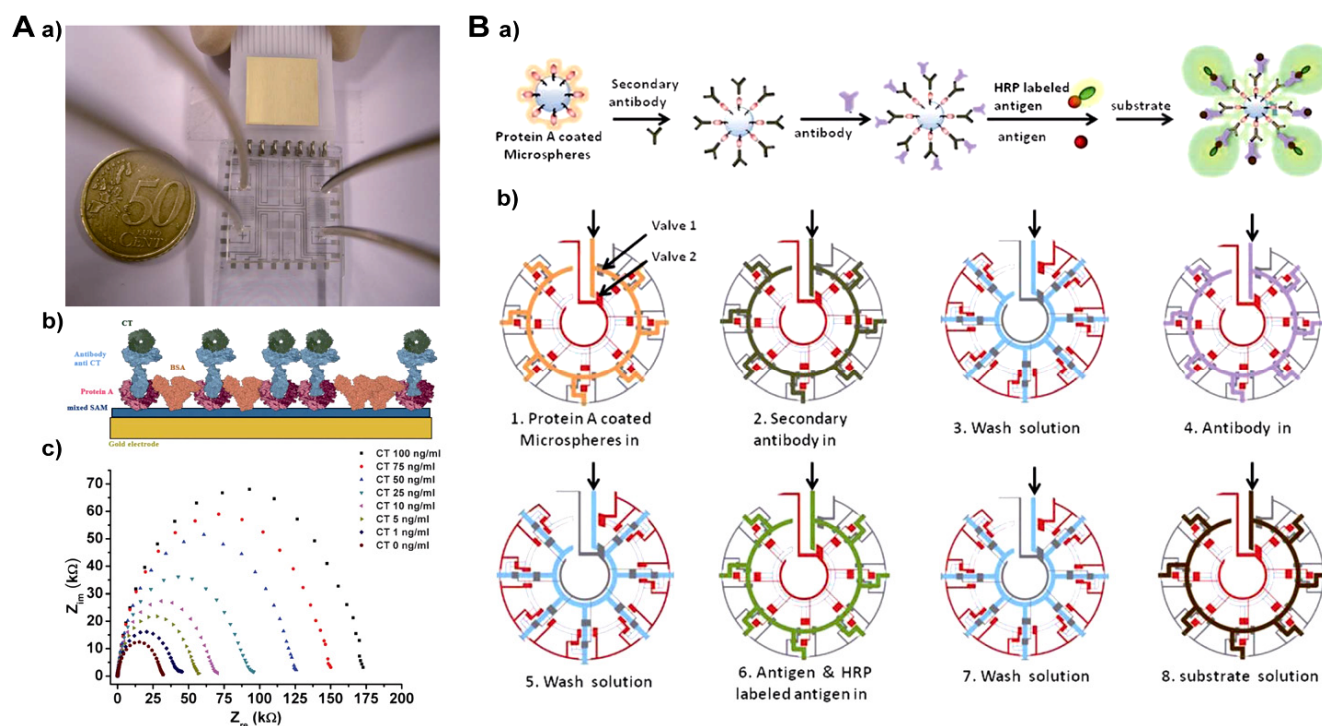 A a)
50
CENT
b)
CT
Antibody
anti CT
BSA
Protein A
mixed SAM
Gold electrode
c)
CT 100 ng/ml
CT 75 ng/ml
CT 50 ng/ml
CT 25 ng/ml
CT 10 ng/ml
CT 5 ng/ml
CT 1 ng/ml
CT 0 ng/ml
Zim (kΩ)
70
60
50
40
30
20
10
0
0 25 50 75 100 125 150 175 200
Zre (kΩ)
B a)
Protein A coated
Microspheres
Secondary
antibody
antibody
HRP labeled
antigen
antigen
substrate
b)
Valve 1
Valve 2
1. Protein A coated
Microspheres in
2. Secondary
antibody in
3. Wash solution
4. Antibody in
5. Wash solution
6. Antigen & HRP
labeled antigen in
7. Wash solution
8. substrate solution